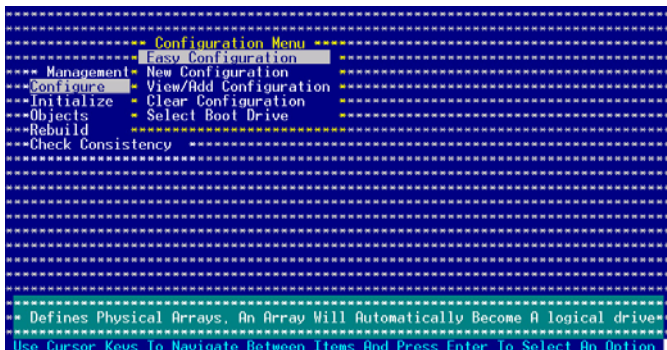 Configuration Menu
Easy Configuration
Management
New Configuration
Configure
View/Add Configuration
Initialize
Clear Configuration
Objects
Select Boot Drive
Rebuild
Check Consistency
Defines Physical Arrays. An Array Will Automatically Become A logical drive
Use Cursor Keys To Navigate Between Items And Press Enter To Select An Option